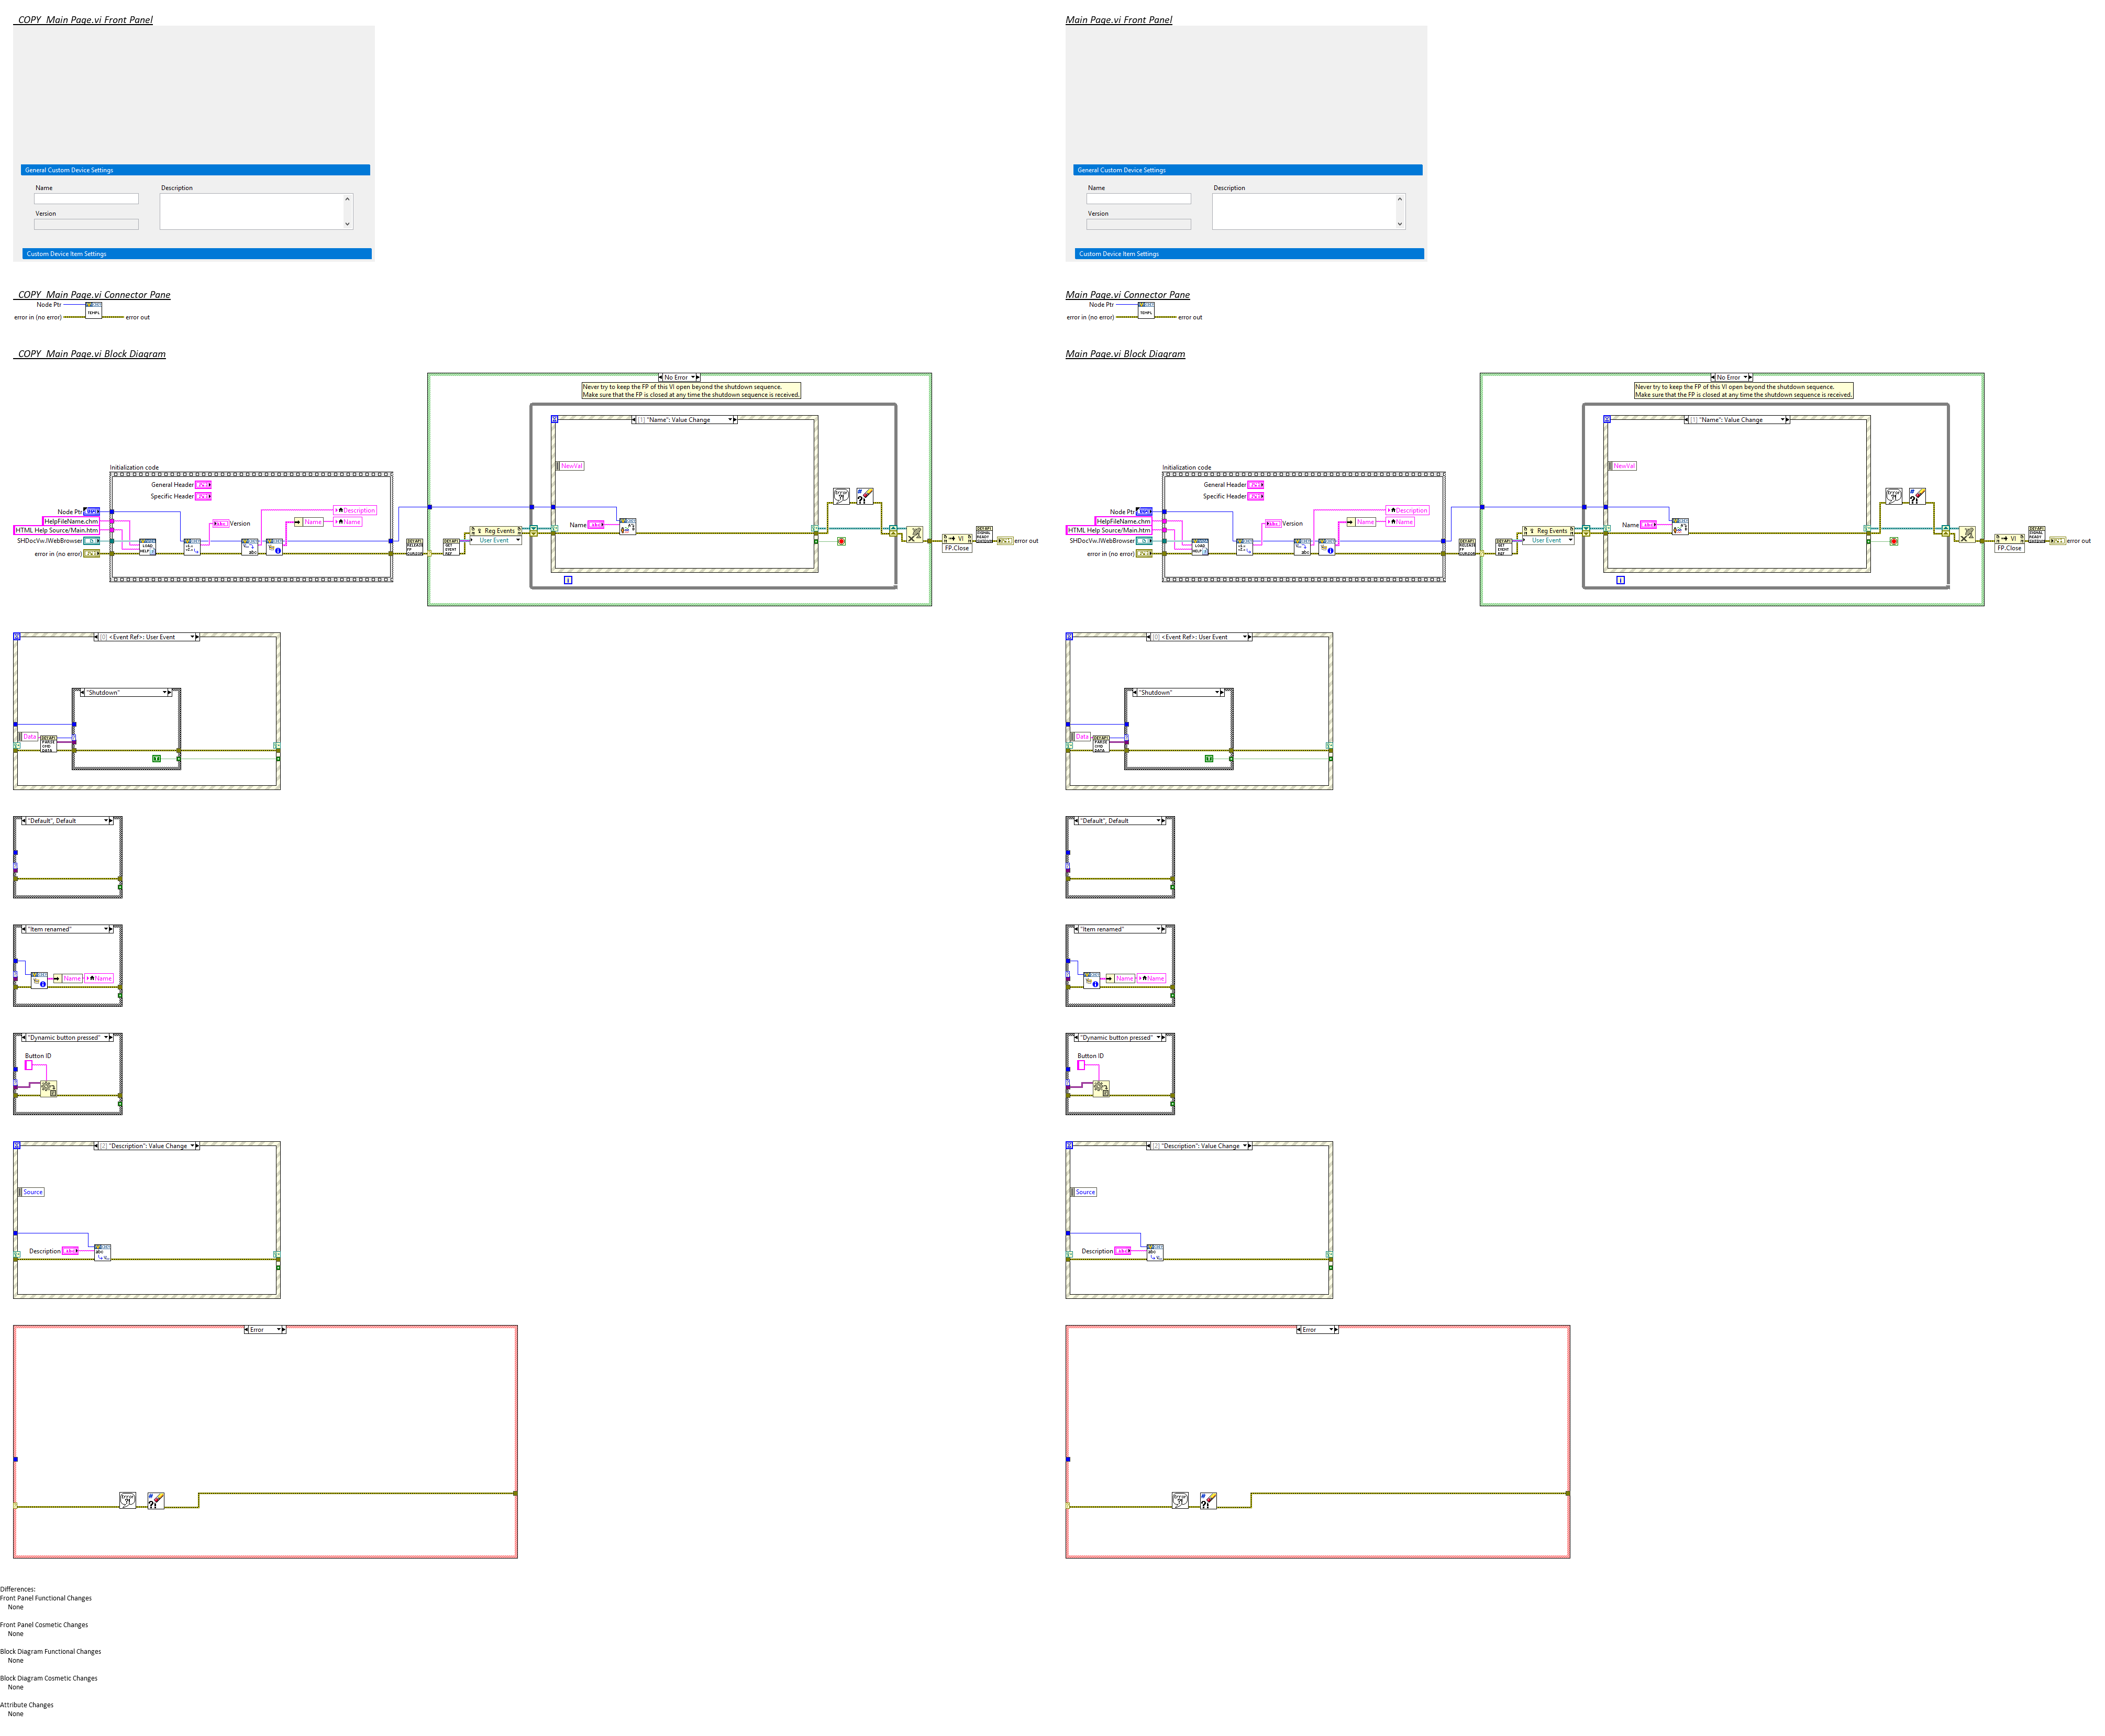 _COPY_Main Page.vi Front Panel
General Custom Device Settings
Name
Description
Version
Custom Device Item Settings
_COPY_Main Page.vi Connector Pane
Node Ptr
TEMPL
error in (no error)
error out
_COPY_Main Page.vi Block Diagram
No Error
Never try to keep the FP of this VI open beyond the shutdown sequence.
Make sure that the FP is closed at any time the shutdown sequence is received.
[1] "Name": Value Change
NewVal
Initialization code
General Header
Specific Header
Node Ptr
HelpFileName.chm
HTML Help Source/Main.htm
SHDocVw.IWebBrowser
error in (no error)
Version
Description
Name
Name
Reg Events
User Event
Name
VI
FP.Close
error out
[0] <Event Ref>: User Event
"Shutdown"
Data
"Default", Default
"Item renamed"
Name
Name
"Dynamic button pressed"
Button ID
[2] "Description": Value Change
Source
Description
Error
Main Page.vi Front Panel
General Custom Device Settings
Name
Description
Version
Custom Device Item Settings
Main Page.vi Connector Pane
Node Ptr
TEMPL
error in (no error)
error out
Main Page.vi Block Diagram
No Error
Never try to keep the FP of this VI open beyond the shutdown sequence.
Make sure that the FP is closed at any time the shutdown sequence is received.
[1] "Name": Value Change
NewVal
Initialization code
General Header
Specific Header
Node Ptr
HelpFileName.chm
HTML Help Source/Main.htm
SHDocVw.IWebBrowser
error in (no error)
Version
Description
Name
Name
Reg Events
User Event
Name
VI
FP.Close
error out
[0] <Event Ref>: User Event
"Shutdown"
Data
"Default", Default
"Item renamed"
Name
Name
"Dynamic button pressed"
Button ID
[2] "Description": Value Change
Source
Description
Error
Differences:
Front Panel Functional Changes
None
Front Panel Cosmetic Changes
None
Block Diagram Functional Changes
None
Block Diagram Cosmetic Changes
None
Attribute Changes
None